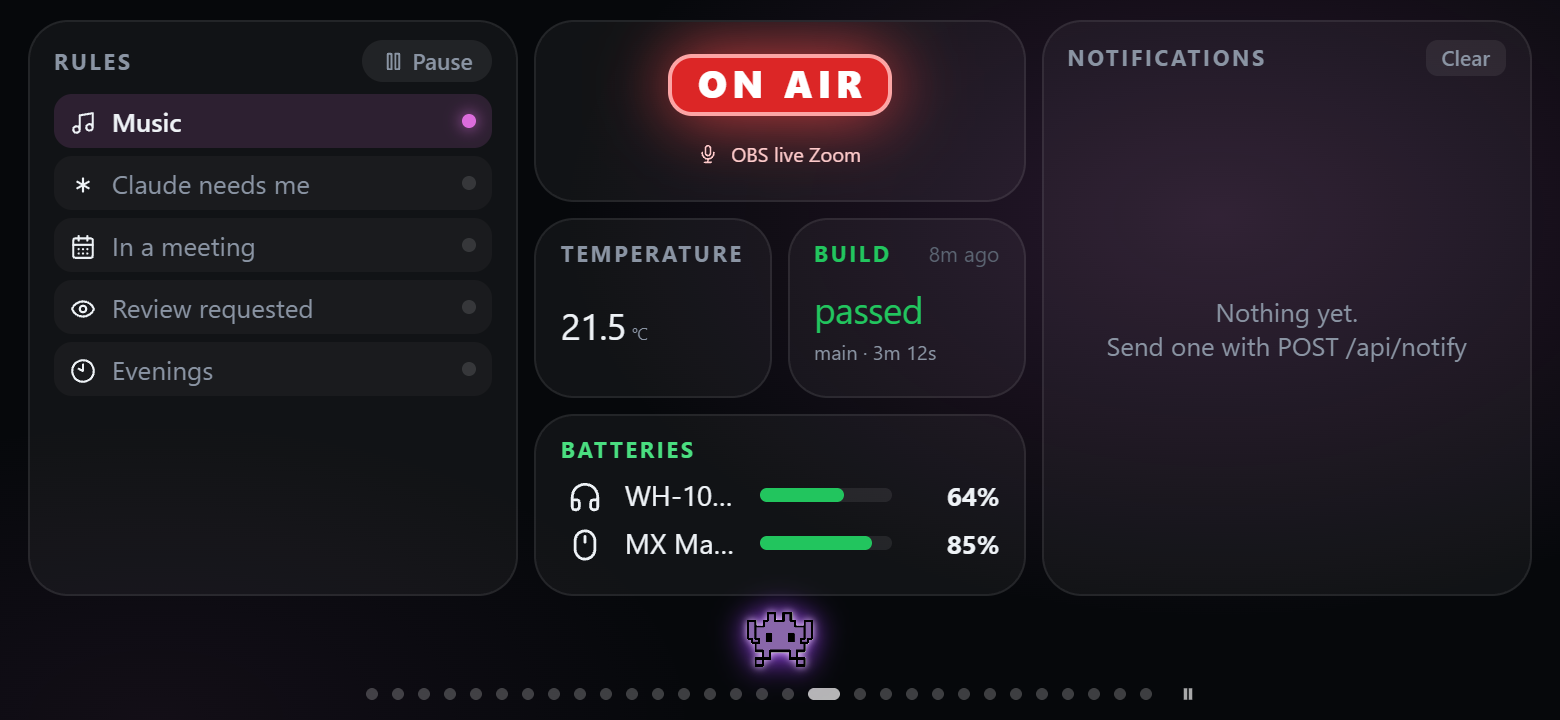 RULES
Pause
Music
Claude needs me
In a meeting
Review requested
Evenings
ON AIR
OBS live Zoom
TEMPERATURE
21.5 °C
BUILD 8m ago
passed
main · 3m 12s
BATTERIES
WH-10... 64%
MX Ma... 85%
NOTIFICATIONS
Clear
Nothing yet.
Send one with POST /api/notify